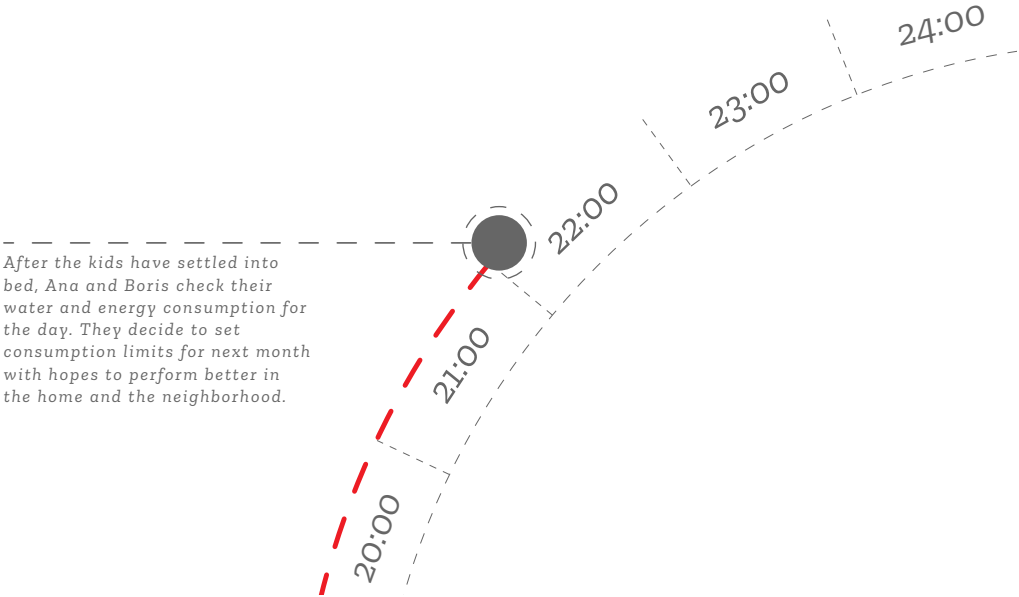 24:00
23:00
22:00
After the kids have settled into
bed, Ana and Boris check their
water and energy consumption for
the day. They decide to set
consumption limits for next month
with hopes to perform better in
the home and the neighborhood.
21:00
20:00